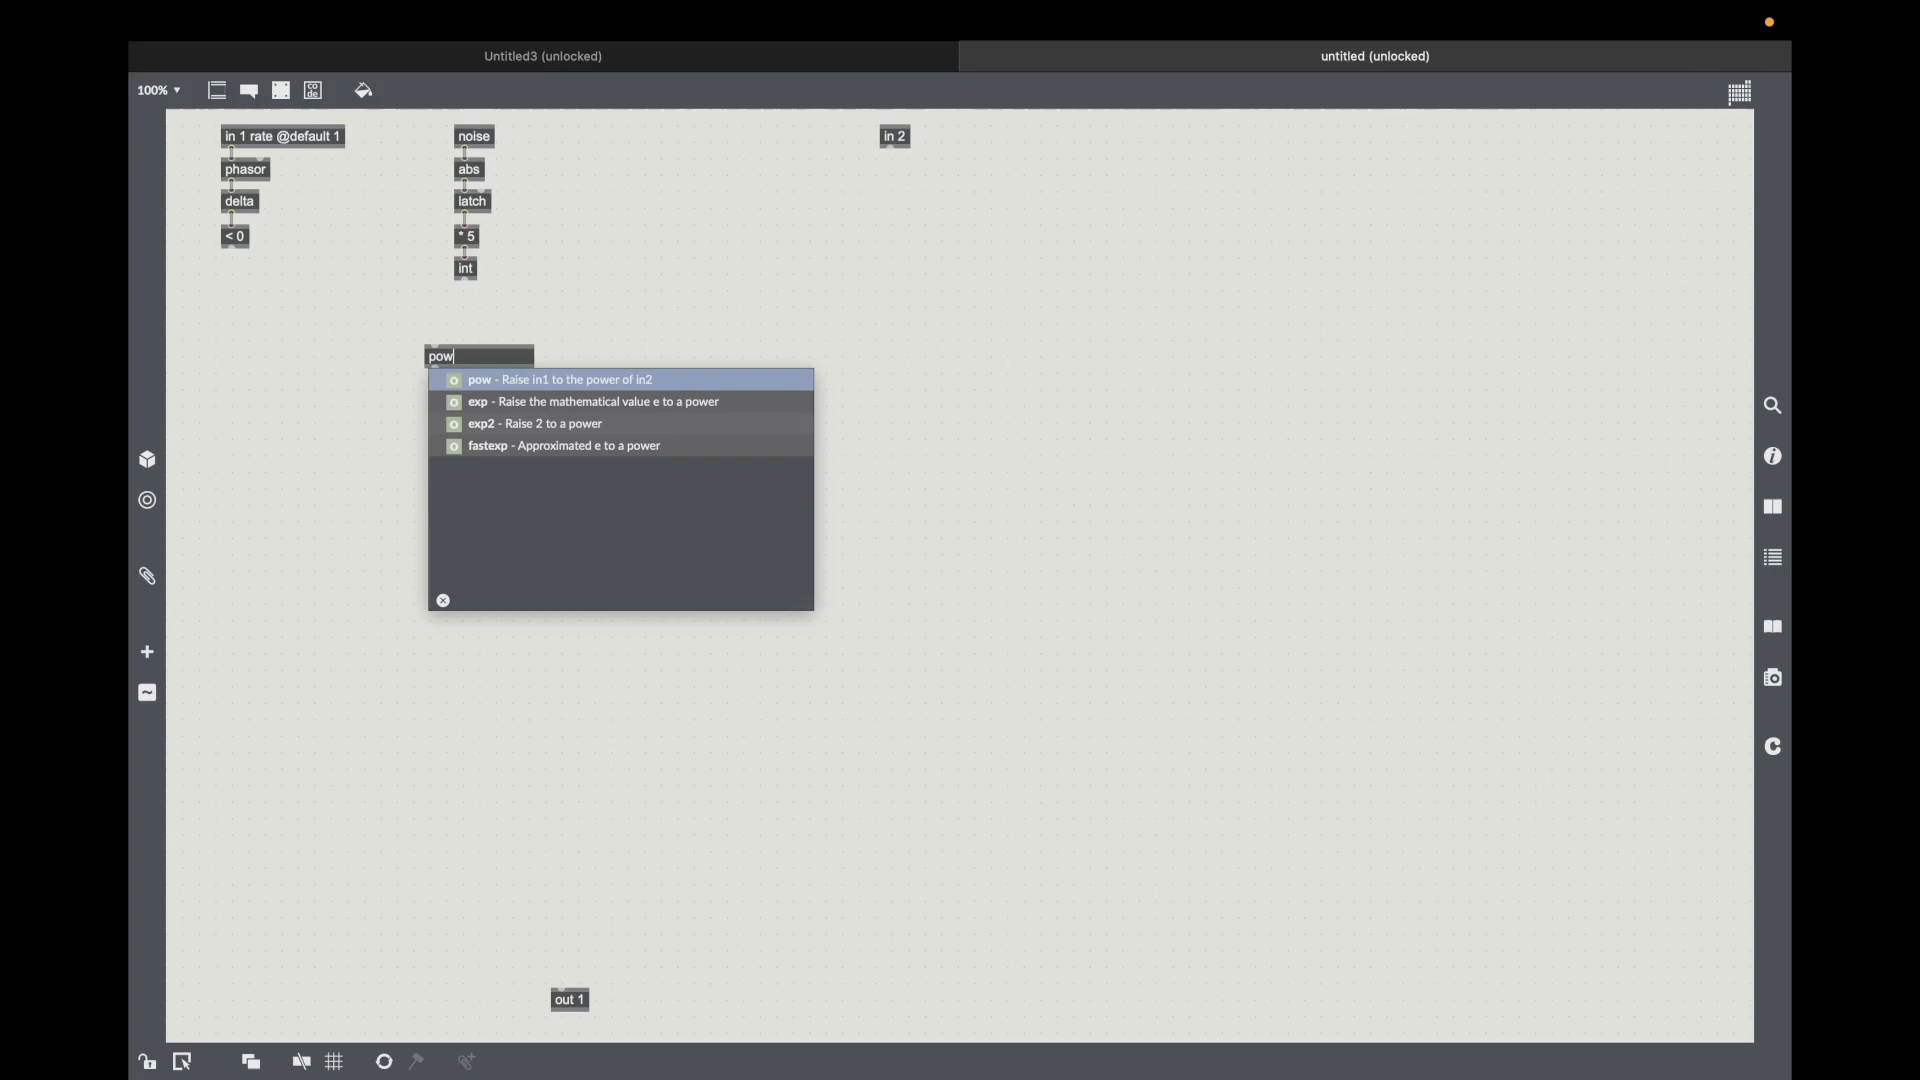 Untitled3 (unlocked)
untitled (unlocked)
100%
co
de
in 1 rate @default 1
phasor
delta
< 0
noise
abs
latch
* 5
int
in 2
pow
pow - Raise in1 to the power of in2
exp - Raise the mathematical value e to a power
exp2 - Raise 2 to a power
fastexp - Approximated e to a power
out 1